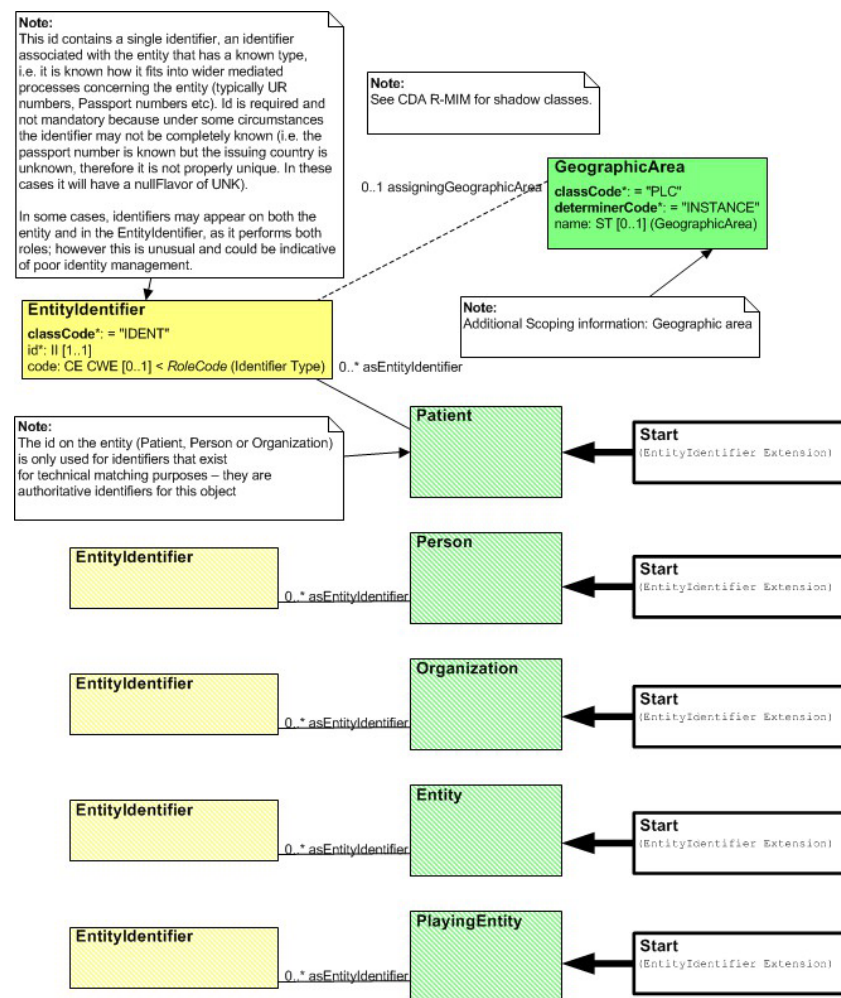 Note:
This id contains a single identifier, an identifier
associated with the entity that has a known type,
i.e. it is known how it fits into wider mediated
processes concerning the entity (typically UR
numbers, Passport numbers etc). Id is required and
not mandatory because under some circumstances
the identifier may not be completely known (i.e. the
passport number is known but the issuing country is
unknown, therefore it is not properly unique. In these
cases it will have a nullFlavor of UNK).
In some cases, identifiers may appear on both the
entity and in the EntityIdentifier, as it performs both
roles; however this is unusual and could be indicative
of poor identity management.
Note:
See CDA R-MIM for shadow classes.
0..1 assigningGeographicArea
GeographicArea
classCode*: = "PLC"
determinerCode*: = "INSTANCE"
name: ST [0..1] (GeographicArea)
Note:
Additional Scoping information: Geographic area
EntityIdentifier
classCode*: = "IDENT"
id*: II [1..1]
code: CE CWE [0..1] < RoleCode (Identifier Type)
0..* asEntityIdentifier
Note:
The id on the entity (Patient, Person or Organization)
is only used for identifiers that exist
for technical matching purposes – they are
authoritative identifiers for this object
Patient
Start
(EntityIdentifier Extension)
EntityIdentifier
0..* asEntityIdentifier
Person
Start
(EntityIdentifier Extension)
EntityIdentifier
0..* asEntityIdentifier
Organization
Start
(EntityIdentifier Extension)
EntityIdentifier
0..* asEntityIdentifier
Entity
Start
(EntityIdentifier Extension)
EntityIdentifier
0..* asEntityIdentifier
PlayingEntity
Start
(EntityIdentifier Extension)